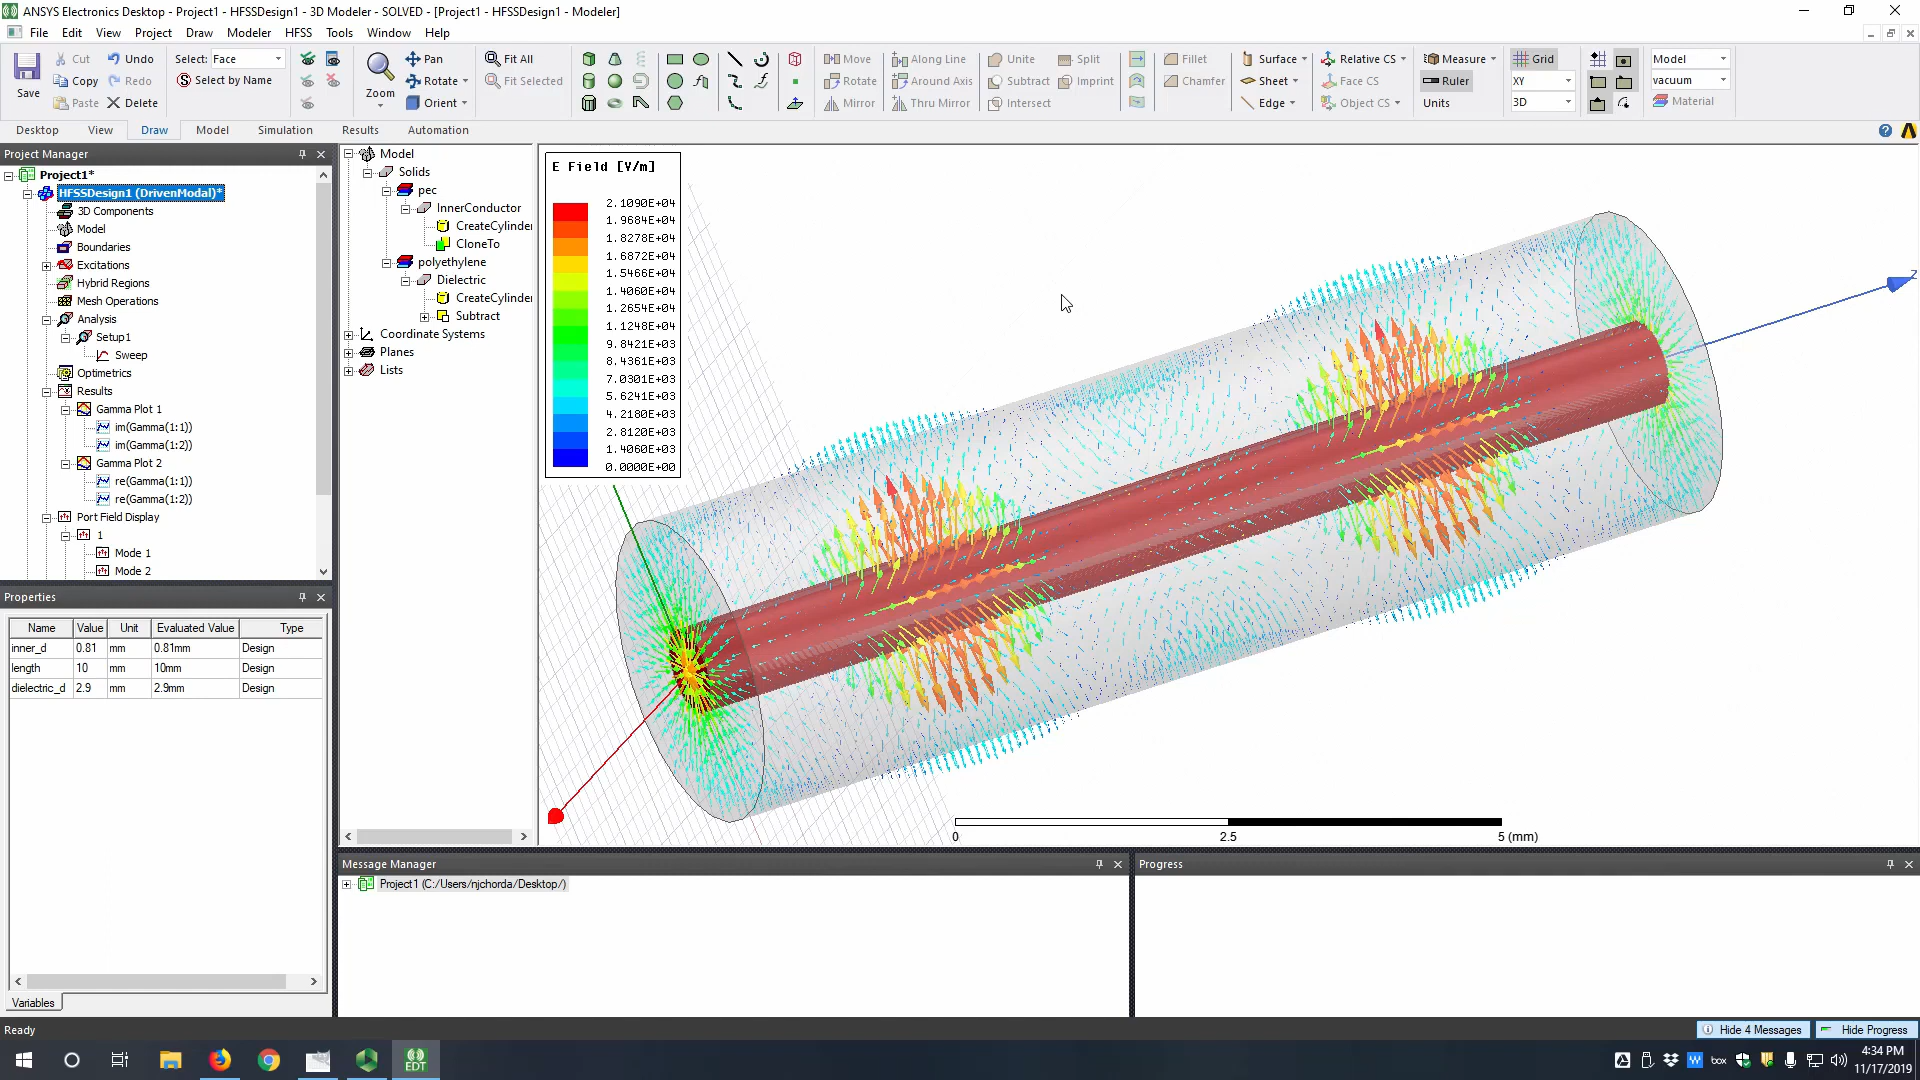 ANSYS Electronics Desktop - Project1 - HFSSDesign1 - 3D Modeler - SOLVED - [Project1 - HFSSDesign1 - Modeler]
File Edit View Project Draw Modeler HFSS Tools Window Help
Save
Cut Undo
Copy Redo
Paste Delete
Select: Face
Select by Name
Zoom
Pan
Rotate
Orient
Fit All
Fit Selected
Move Along Line
Rotate Around Axis
Mirror Thru Mirror
Unite Split
Subtract Imprint
Intersect
Fillet
Chamfer
Surface Relative CS
Sheet Face CS
Edge Object CS
Measure
Ruler
Units
Grid
XY
3D
Model
vacuum
Material
Desktop View Draw Model Simulation Results Automation
Project Manager
Project1*
HFSSDesign1 (DrivenModal)*
3D Components
Model
Boundaries
Excitations
Hybrid Regions
Mesh Operations
Analysis
Setup1
Sweep
Optimetrics
Results
Gamma Plot 1
im(Gamma(1:1))
im(Gamma(1:2))
Gamma Plot 2
re(Gamma(1:1))
re(Gamma(1:2))
Port Field Display
1
Mode 1
Mode 2
Properties
Name Value Unit Evaluated Value Type
inner_d 0.81 mm 0.81mm Design
length 10 mm 10mm Design
dielectric_d 2.9 mm 2.9mm Design
Variables
Model
Solids
pec
InnerConductor
CreateCylinder
CloneTo
polyethylene
Dielectric
CreateCylinder
Subtract
Coordinate Systems
Planes
Lists
E Field [V/m]
2.1090E+04
1.9684E+04
1.8278E+04
1.6872E+04
1.5466E+04
1.4060E+04
1.2654E+04
1.1248E+04
9.8421E+03
8.4361E+03
7.0301E+03
5.6241E+03
4.2180E+03
2.8120E+03
1.4060E+03
0.0000E+00
Z
0 2.5 5 (mm)
Message Manager
Project1 (C:/Users/njchorda/Desktop/)
Progress
Ready
Hide 4 Messages Hide Progress
EDT
box
4:34 PM
11/17/2019